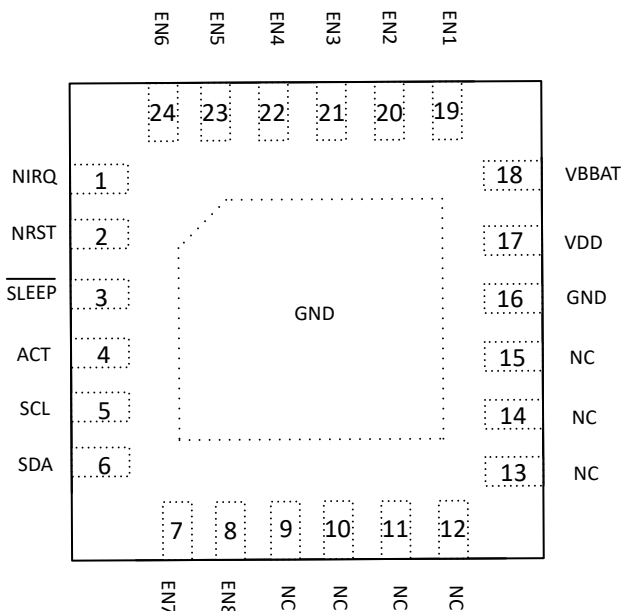 EN6 EN5 EN4 EN3 EN2 EN1
24 23 22 21 20 19
NIRQ 1 18 VBBAT
NRST 2 17 VDD
SLEEP 3 16 GND
GND
ACT 4 15 NC
SCL 5 14 NC
SDA 6 13 NC
7 8 9 10 11 12
EN7 EN8 NC NC NC NC